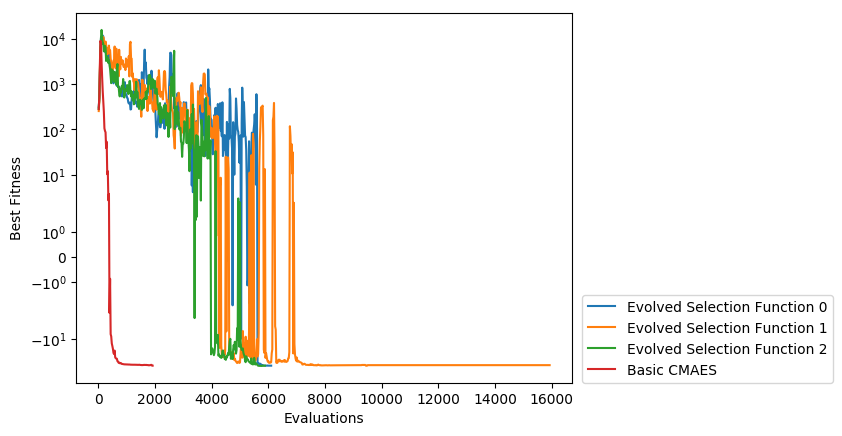 10^4
10^3
10^2
10^1
10^0
0
−10^0
−10^1
Best Fitness
0 2000 4000 6000 8000 10000 12000 14000 16000
Evaluations
Evolved Selection Function 0
Evolved Selection Function 1
Evolved Selection Function 2
Basic CMAES